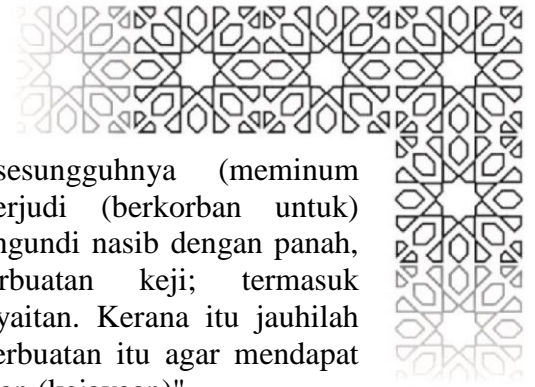 sesungguhnya (meminum
erjudi (berkorban untuk)
ngundi nasib dengan panah,
rbuatan keji; termasuk
yaitan. Kerana itu jauhilah
erbuatan itu agar mendapat